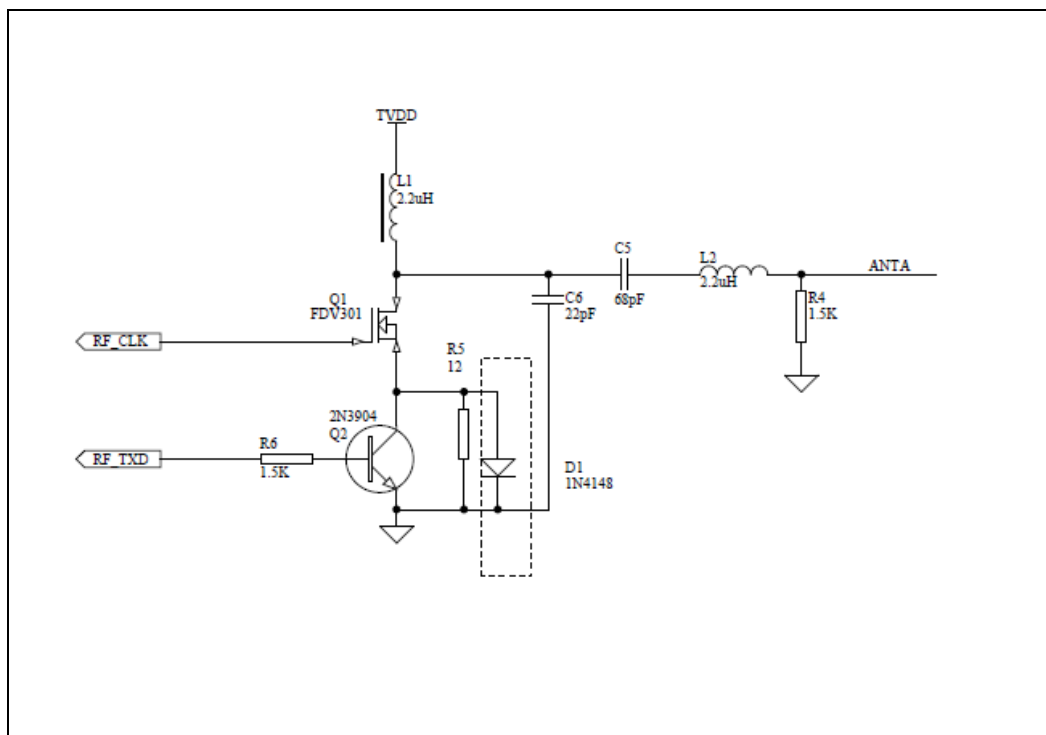 TVDD
L1
2.2uH
C5
L2
2.2uH
ANTA
68pF
C6
22pF
R4
1.5K
Q1
FDV301
RF_CLK
R5
12
2N3904
Q2
R6
1.5K
RF_TXD
D1
1N4148